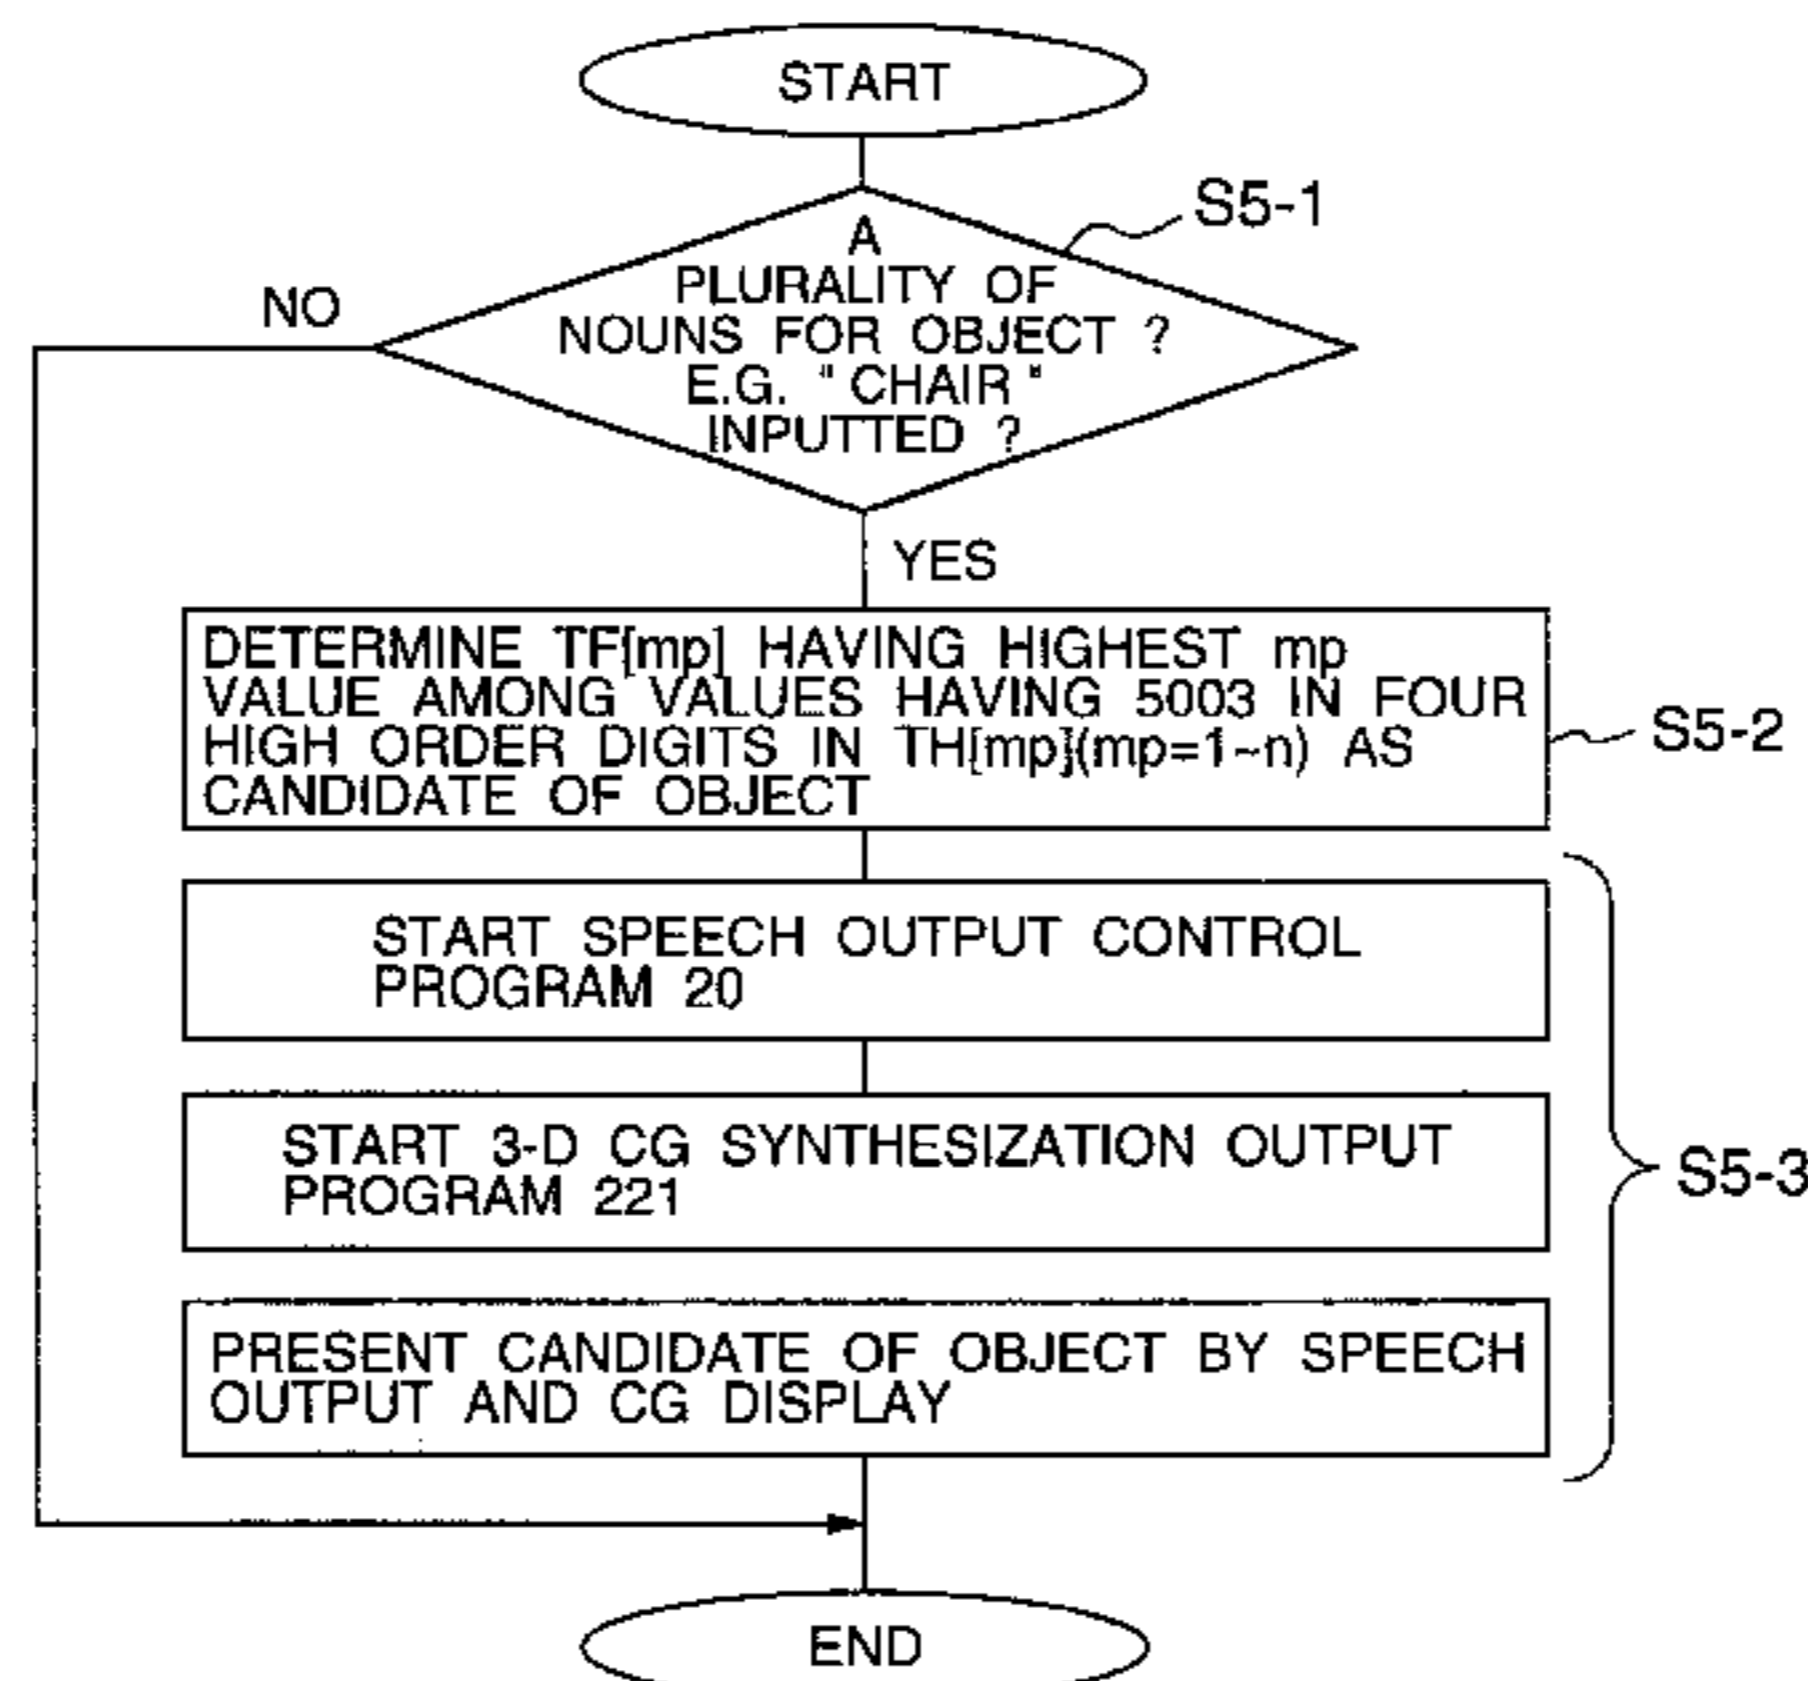 START
S5-1
A
PLURALITY OF
NOUNS FOR OBJECT ?
E.G. "CHAIR"
INPUTTED ?
NO
YES
DETERMINE TF[mp] HAVING HIGHEST mp
VALUE AMONG VALUES HAVING 5003 IN FOUR
HIGH ORDER DIGITS IN TH[mp](mp=1~n) AS
CANDIDATE OF OBJECT
S5-2
START SPEECH OUTPUT CONTROL
PROGRAM 20
START 3-D CG SYNTHESIZATION OUTPUT
PROGRAM 221
S5-3
PRESENT CANDIDATE OF OBJECT BY SPEECH
OUTPUT AND CG DISPLAY
END